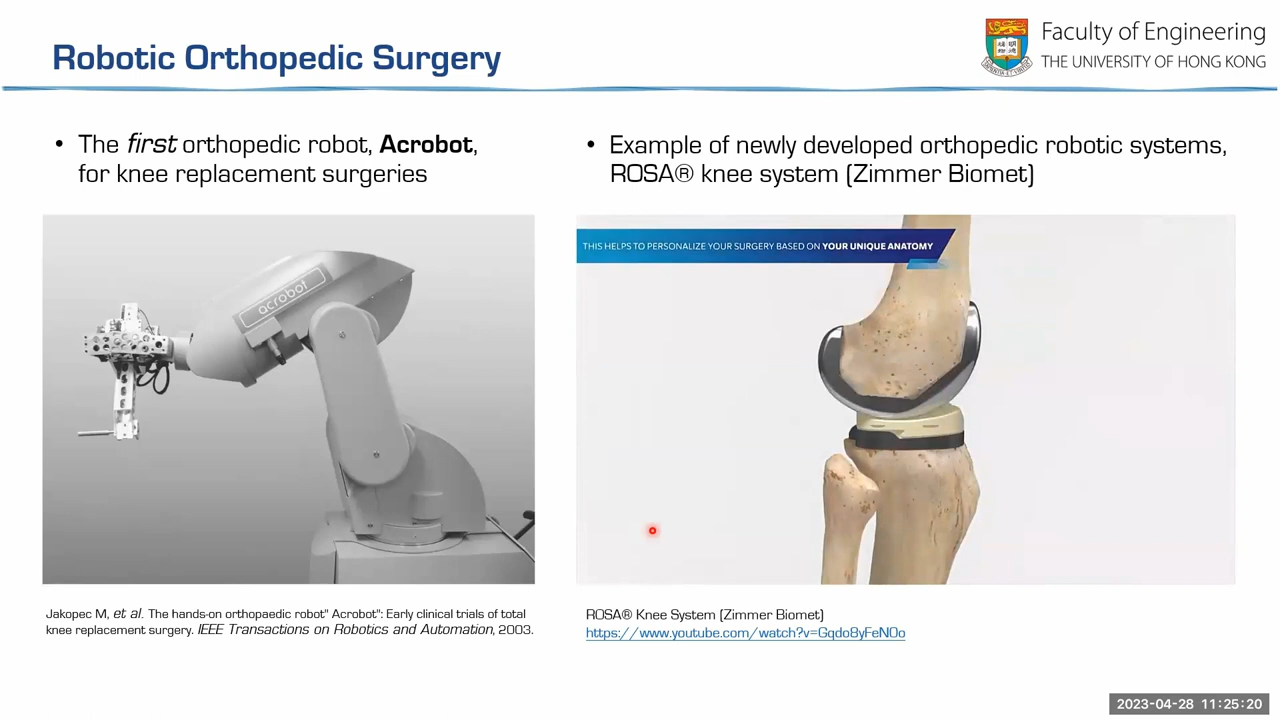 Robotic Orthopedic Surgery
Faculty of Engineering
THE UNIVERSITY OF HONG KONG
• The first orthopedic robot, Acrobot,
for knee replacement surgeries
• Example of newly developed orthopedic robotic systems,
ROSA® knee system (Zimmer Biomet)
acrobot
THIS HELPS TO PERSONALIZE YOUR SURGERY BASED ON YOUR UNIQUE ANATOMY
Jakopec M, et al. The hands-on orthopaedic robot" Acrobot": Early clinical trials of total
knee replacement surgery. IEEE Transactions on Robotics and Automation, 2003.
ROSA® Knee System (Zimmer Biomet)
https://www.youtube.com/watch?v=Gqdo8yFeN0o
2023-04-28 11:25:20